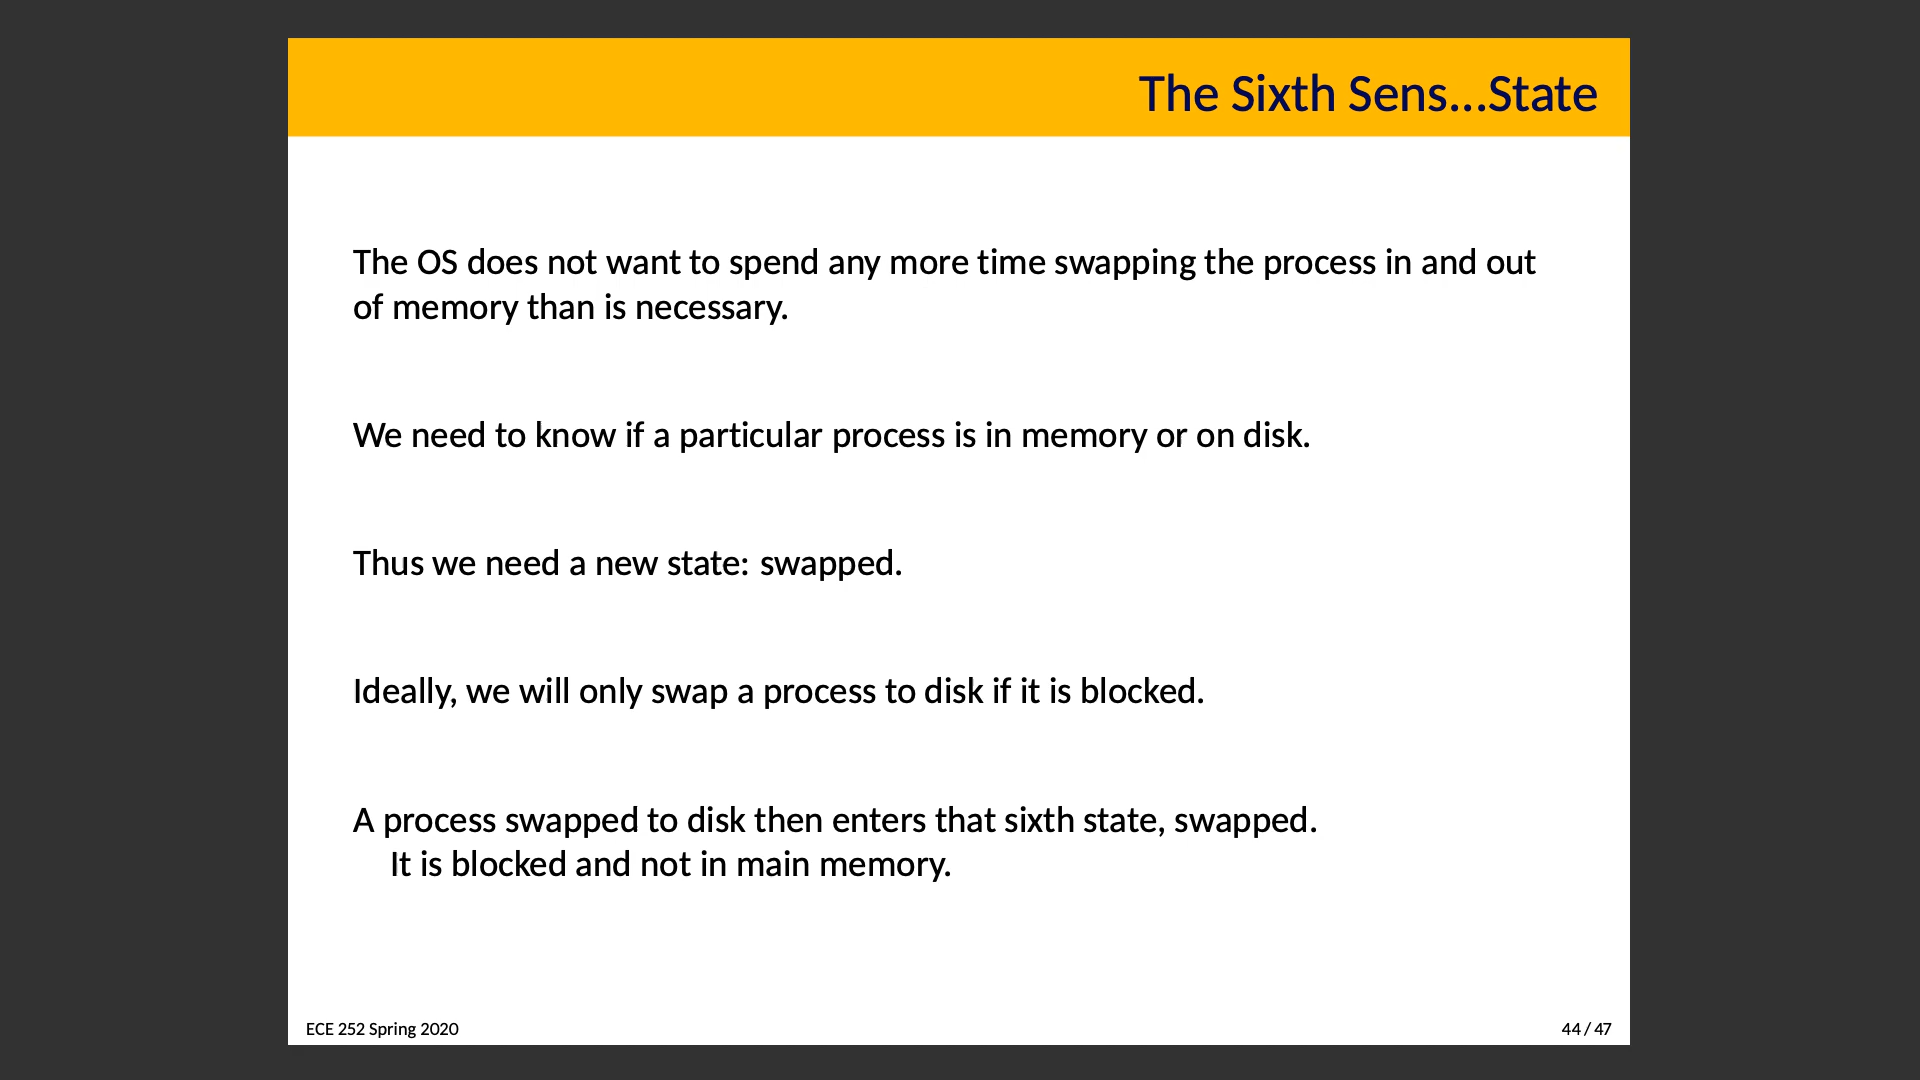 The Sixth Sens...State
The OS does not want to spend any more time swapping the process in and out
of memory than is necessary.
We need to know if a particular process is in memory or on disk.
Thus we need a new state: swapped.
Ideally, we will only swap a process to disk if it is blocked.
A process swapped to disk then enters that sixth state, swapped.
It is blocked and not in main memory.
ECE 252 Spring 2020
44 / 47